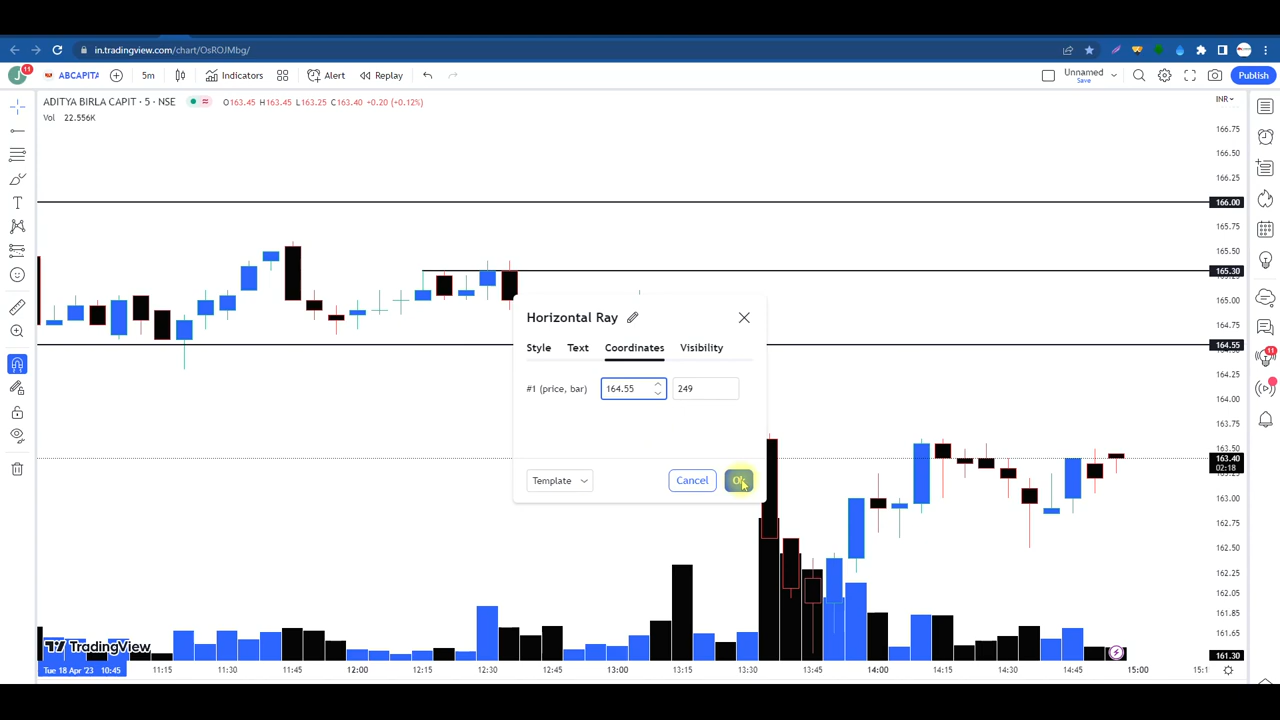 in.tradingview.com/chart/OsROJMbg/
J 11 ABCAPITA 5m Indicators Alert Replay Unnamed Save Publish
ADITYA BIRLA CAPIT · 5 · NSE O163.45 H163.45 L163.25 C163.40 +0.20 (+0.12%) INR
Vol 22.556K
166.75
166.50
166.25
166.00
165.75
165.50
165.30
165.00
164.75
164.55
164.25
164.00
163.75
163.50
163.40
02:18
163.00
162.75
162.50
162.25
162.05
161.85
161.65
161.30
Horizontal Ray
Style Text Coordinates Visibility
#1 (price, bar) 164.55 249
Template Cancel Ok
11
TradingView
Tue 18 Apr '23 10:45 11:15 11:30 11:45 12:00 12:15 12:30 12:45 13:00 13:15 13:30 13:45 14:00 14:15 14:30 14:45 15:00 15:1